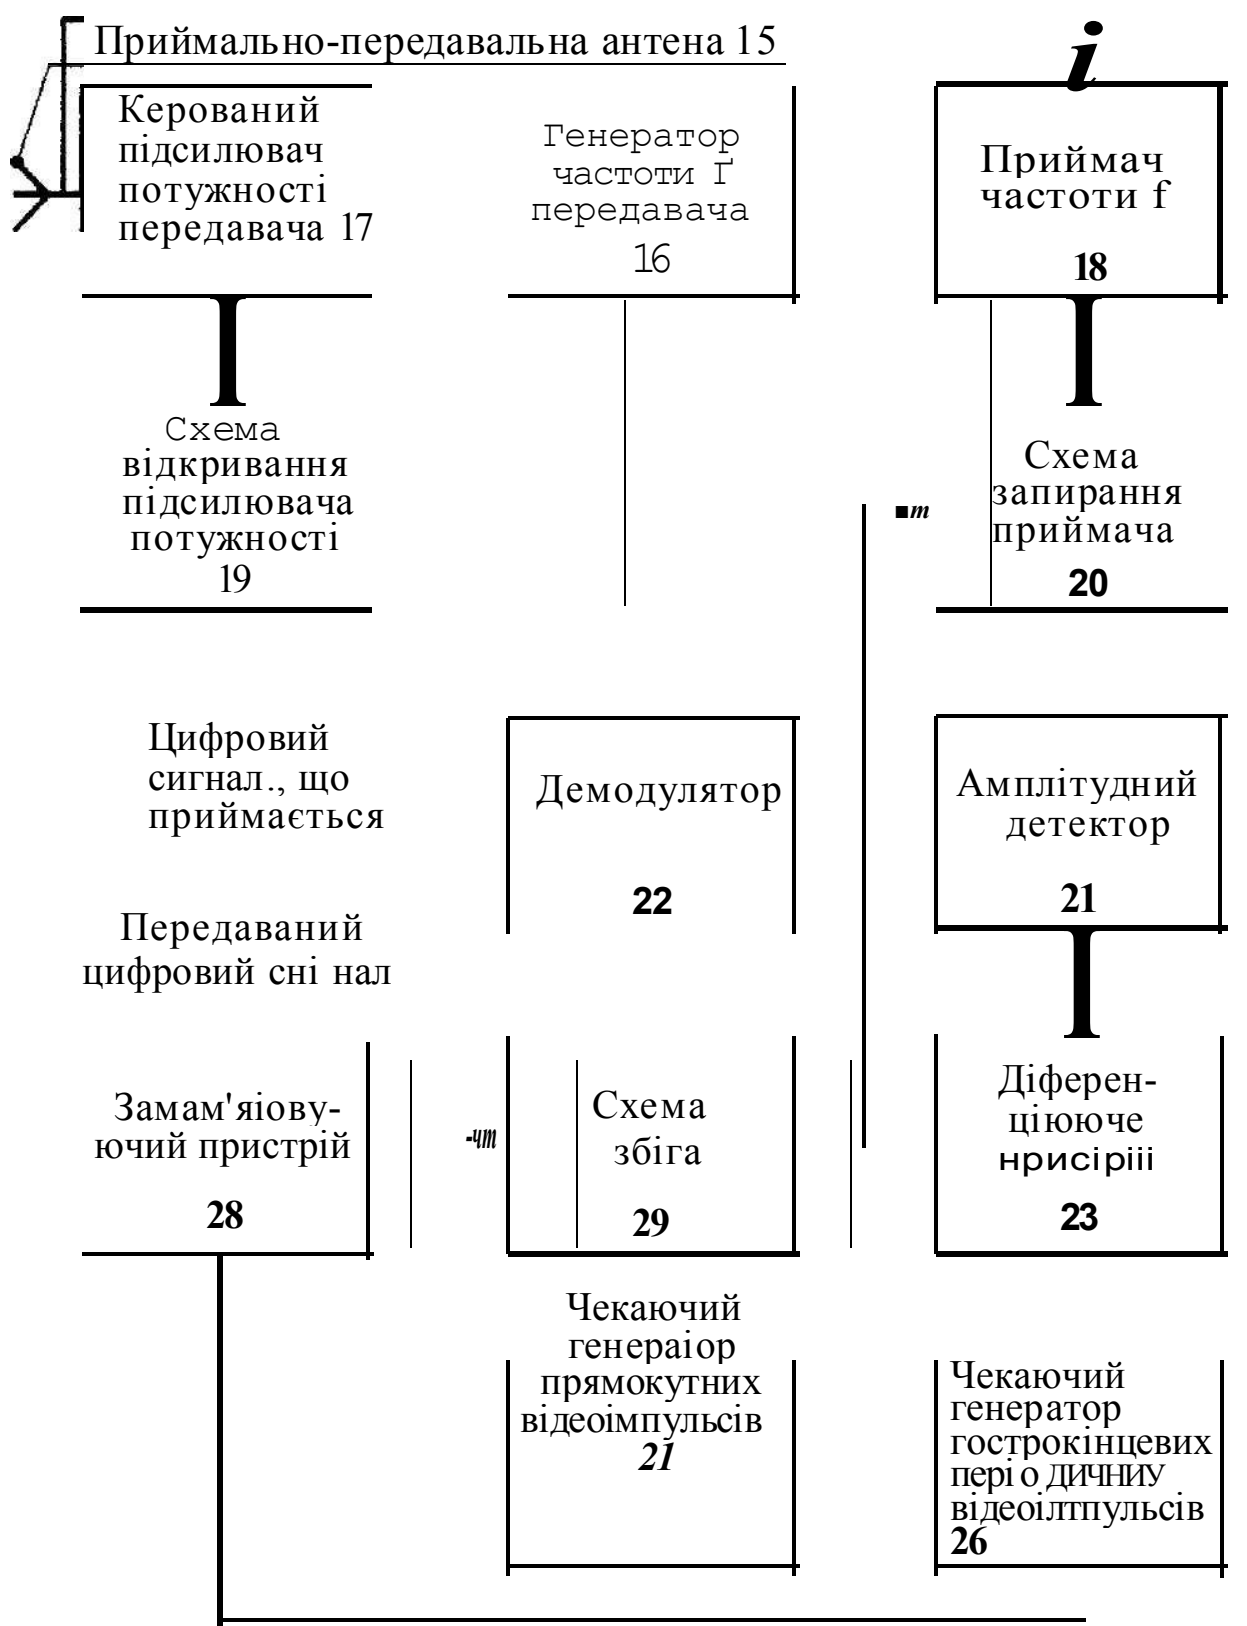 Приймально-передавальна антена 15
i
Керований
підсилювач
потужності
передавача 17
Генератор
частоти Ґ
передавача
16
Приймач
частоти f
18
Схема
відкривання
підсилювача
потужності
19
■т
Схема
запирання
приймача
20
Цифровий
сигнал., що
приймається
Демодулятор
22
Амплітудний
детектор
21
Передаваний
цифровий сні нал
Замам'яіову-
ючий пристрій
28
-чт
Схема
збіга
29
Діферен-
ціююче
нрисіріii
23
Чекаючий
генераіор
прямокутних
відеоімпульсів
21
Чекаючий
генератор
гострокінцевих
пері о ДИЧНИУ
відеоілтпульсів
26